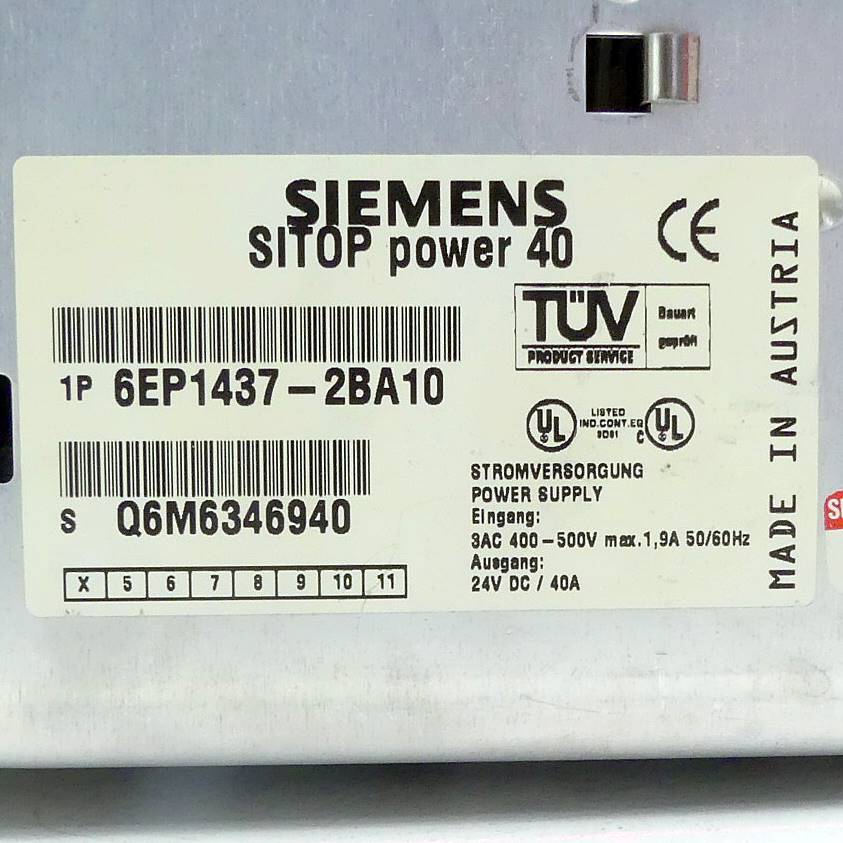 SIEMENS
SITOP power 40
CE
TÜV
PRODUCT SERVICE
Bauart
geprüft
1P 6EP1437-2BA10
UL
LISTED
IND.CONT.EQ
C
UL
S Q6M6346940
STROMVERSORGUNG
POWER SUPPLY
Eingang:
3AC 400-500V max.1,9A 50/60Hz
Ausgang:
24V DC / 40A
X 5 6 7 8 9 10 11
MADE IN AUSTRIA